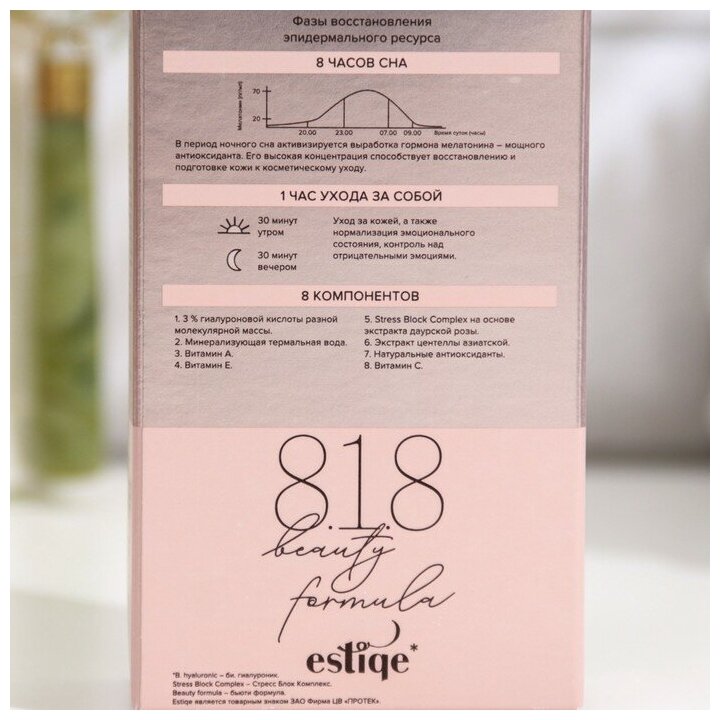 Фазы восстановления
эпидермального ресурса
8 ЧАСОВ СНА
Мелатонин (пг/мл)
70
20
20.00 23.00 07.00 09.00 Время суток (часы)
В период ночного сна активизируется выработка гормона мелатонина – мощного
антиоксиданта. Его высокая концентрация способствует восстановлению и
подготовке кожи к косметическому уходу.
1 ЧАС УХОДА ЗА СОБОЙ
30 минут
утром
30 минут
вечером
Уход за кожей, а также
нормализация эмоционального
состояния, контроль над
отрицательными эмоциями.
8 КОМПОНЕНТОВ
1. 3 % гиалуроновой кислоты разной
молекулярной массы.
2. Минерализующая термальная вода.
3. Витамин А.
4. Витамин Е.
5. Stress Block Complex на основе
экстракта даурской розы.
6. Экстракт центеллы азиатской.
7. Натуральные антиоксиданты.
8. Витамин С.
8.1.8
beauty
formula
estiqe*
*B. hyaluronic – би. гиалуроник.
Stress Block Complex – Стресс Блок Комплекс.
Beauty formula – бьюти формула.
Estiqe является товарным знаком ЗАО Фирма ЦВ «ПРОТЕК».